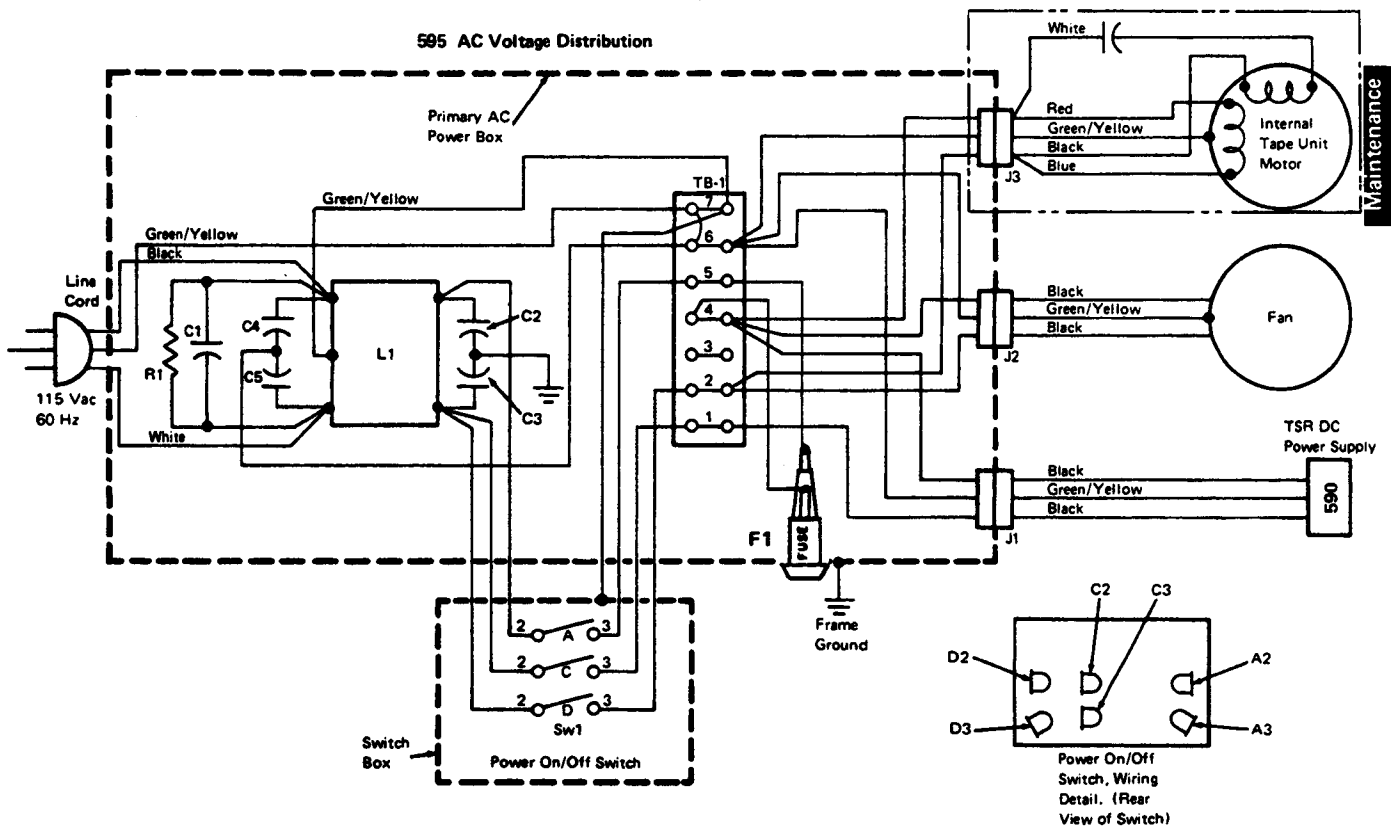 595 AC Voltage Distribution
Primary AC
Power Box
White
Red
Green/Yellow
Black
Blue
J3
Internal
Tape Unit
Motor
Maintenance
TB-1
7
6
5
4
3
2
1
Green/Yellow
Green/Yellow
Black
Line
Cord
115 Vac
60 Hz
White
R1
C1
C4
C5
L1
C2
C3
Black
Green/Yellow
Black
J2
Fan
TSR DC
Power Supply
Black
Green/Yellow
Black
J1
590
F1
FUSE
Frame
Ground
2 A 3
2 C 3
2 D 3
Sw1
Power On/Off Switch
Switch
Box
C2
C3
D2
A2
D3
A3
Power On/Off
Switch, Wiring
Detail. (Rear
View of Switch)